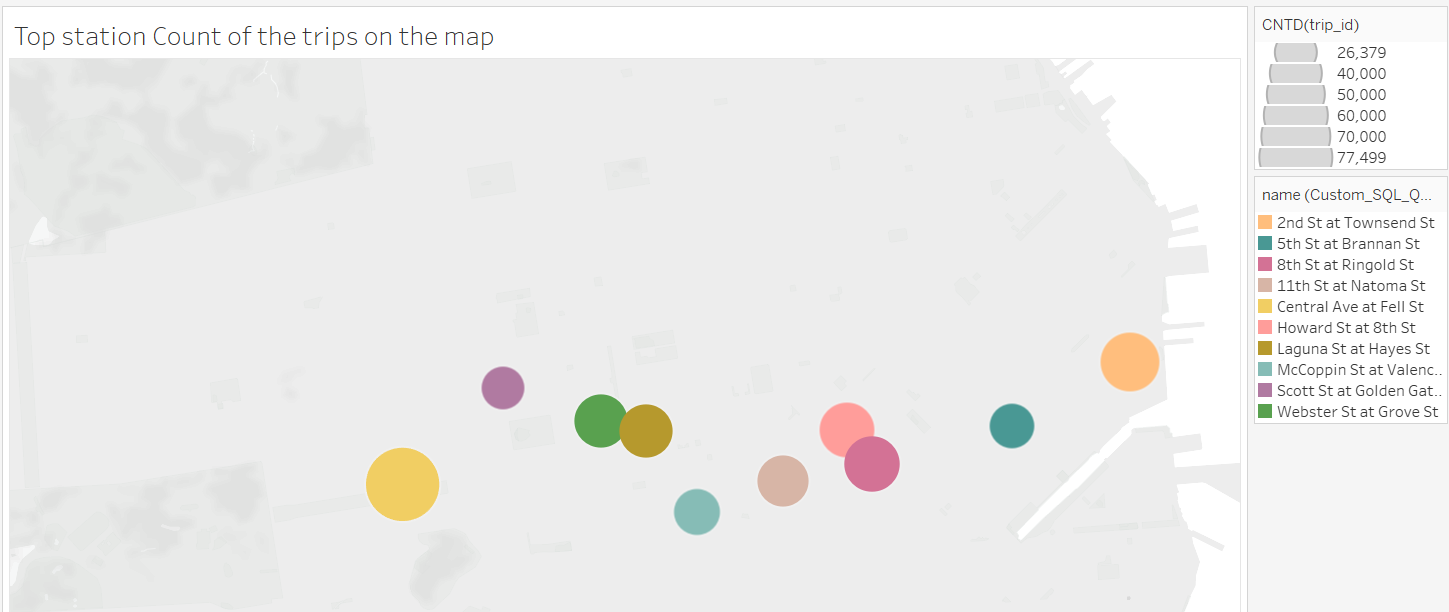 Top station Count of the trips on the map
CNTD(trip_id)
26,379
40,000
50,000
60,000
70,000
77,499
name (Custom_SQL_Q...
2nd St at Townsend St
5th St at Brannan St
8th St at Ringold St
11th St at Natoma St
Central Ave at Fell St
Howard St at 8th St
Laguna St at Hayes St
McCoppin St at Valenc..
Scott St at Golden Gat..
Webster St at Grove St